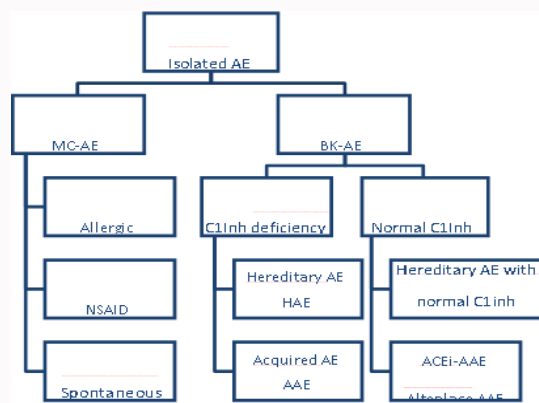 Isolated AE
MC-AE
BK-AE
Allergic
C1Inh deficiency
Normal C1Inh
NSAID
Hereditary AE
HAE
Hereditary AE with
normal C1inh
Spontaneous
Acquired AE
AAE
ACEi-AAE
AAE